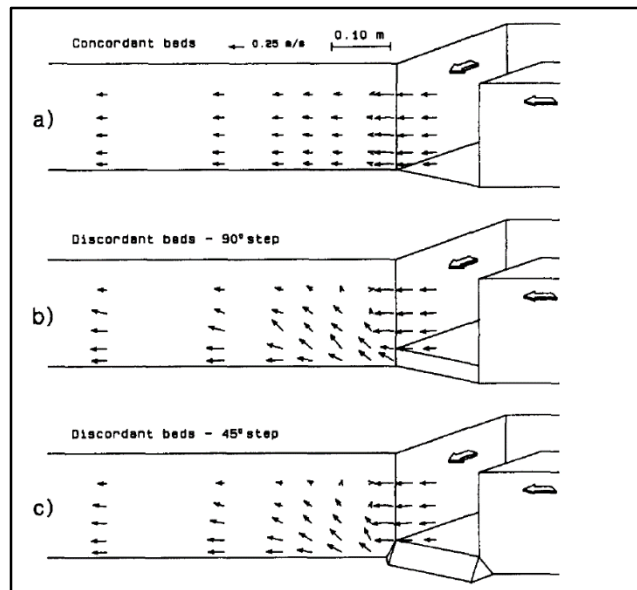 Concordant beds
0.25 m/s
0.10 m
a)
Discordant beds - 90° step
b)
Discordant beds - 45° step
c)